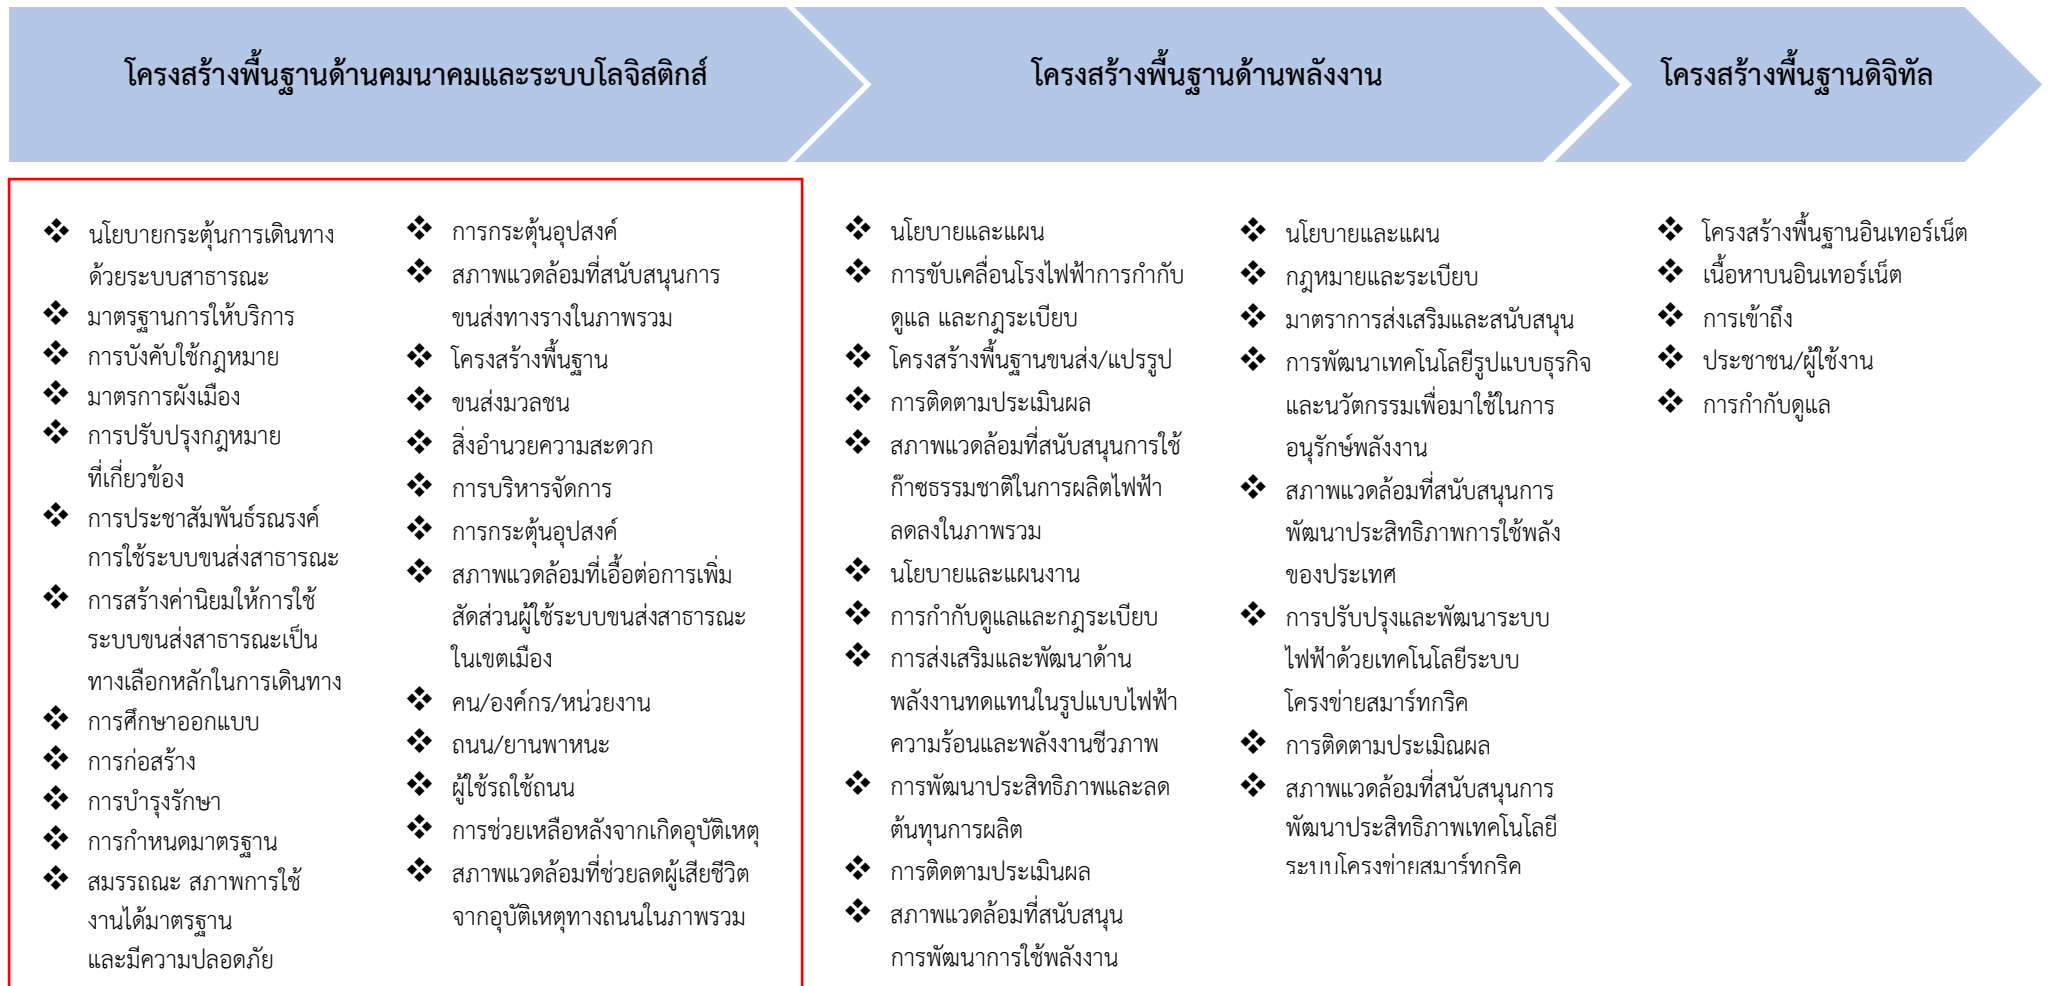 โครงสร้างพื้นฐานด้านคมนาคมและระบบโลจิสติกส์
โครงสร้างพื้นฐานด้านพลังงาน
โครงสร้างพื้นฐานดิจิทัล
❖ นโยบายกระตุ้นการเดินทาง
ด้วยระบบสาธารณะ
❖ มาตรฐานการให้บริการ
❖ การบังคับใช้กฎหมาย
❖ มาตรการผังเมือง
❖ การปรับปรุงกฎหมาย
ที่เกี่ยวข้อง
❖ การประชาสัมพันธ์รณรงค์
การใช้ระบบขนส่งสาธารณะ
❖ การสร้างค่านิยมให้การใช้
ระบบขนส่งสาธารณะเป็น
ทางเลือกหลักในการเดินทาง
❖ การศึกษาออกแบบ
❖ การก่อสร้าง
❖ การบำรุงรักษา
❖ การกำหนดมาตรฐาน
❖ สมรรถณะ สภาพการใช้
งานได้มาตรฐาน
และมีความปลอดภัย
❖ การกระตุ้นอุปสงค์
❖ สภาพแวดล้อมที่สนับสนุนการ
ขนส่งทางรางในภาพรวม
❖ โครงสร้างพื้นฐาน
❖ ขนส่งมวลชน
❖ สิ่งอำนวยความสะดวก
❖ การบริหารจัดการ
❖ การกระตุ้นอุปสงค์
❖ สภาพแวดล้อมที่เอื้อต่อการเพิ่ม
สัดส่วนผู้ใช้ระบบขนส่งสาธารณะ
ในเขตเมือง
❖ คน/องค์กร/หน่วยงาน
❖ ถนน/ยานพาหนะ
❖ ผู้ใช้รถใช้ถนน
❖ การช่วยเหลือหลังจากเกิดอุบัติเหตุ
❖ สภาพแวดล้อมที่ช่วยลดผู้เสียชีวิต
จากอุบัติเหตุทางถนนในภาพรวม
❖ นโยบายและแผน
❖ การขับเคลื่อนโรงไฟฟ้าการกำกับ
ดูแล และกฎระเบียบ
❖ โครงสร้างพื้นฐานขนส่ง/แปรรูป
❖ การติดตามประเมินผล
❖ สภาพแวดล้อมที่สนับสนุนการใช้
ก๊าซธรรมชาติในการผลิตไฟฟ้า
ลดลงในภาพรวม
❖ นโยบายและแผนงาน
❖ การกำกับดูแลและกฎระเบียบ
❖ การส่งเสริมและพัฒนาด้าน
พลังงานทดแทนในรูปแบบไฟฟ้า
ความร้อนและพลังงานชีวภาพ
❖ การพัฒนาประสิทธิภาพและลด
ต้นทุนการผลิต
❖ การติดตามประเมินผล
❖ สภาพแวดล้อมที่สนับสนุน
การพัฒนาการใช้พลังงาน
❖ นโยบายและแผน
❖ กฎหมายและระเบียบ
❖ มาตราการส่งเสริมและสนับสนุน
❖ การพัฒนาเทคโนโลยีรูปแบบธุรกิจ
และนวัตกรรมเพื่อมาใช้ในการ
อนุรักษ์พลังงาน
❖ สภาพแวดล้อมที่สนับสนุนการ
พัฒนาประสิทธิภาพการใช้พลัง
ของประเทศ
❖ การปรับปรุงและพัฒนาระบบ
ไฟฟ้าด้วยเทคโนโลยีระบบ
โครงข่ายสมาร์ทกริค
❖ การติดตามประเมิณผล
❖ สภาพแวดล้อมที่สนับสนุนการ
พัฒนาประสิทธิภาพเทคโนโลยี
ระบบโครงข่ายสมาร์ทกริค
❖ โครงสร้างพื้นฐานอินเทอร์เน็ต
❖ เนื้อหาบนอินเทอร์เน็ต
❖ การเข้าถึง
❖ ประชาชน/ผู้ใช้งาน
❖ การกำกับดูแล